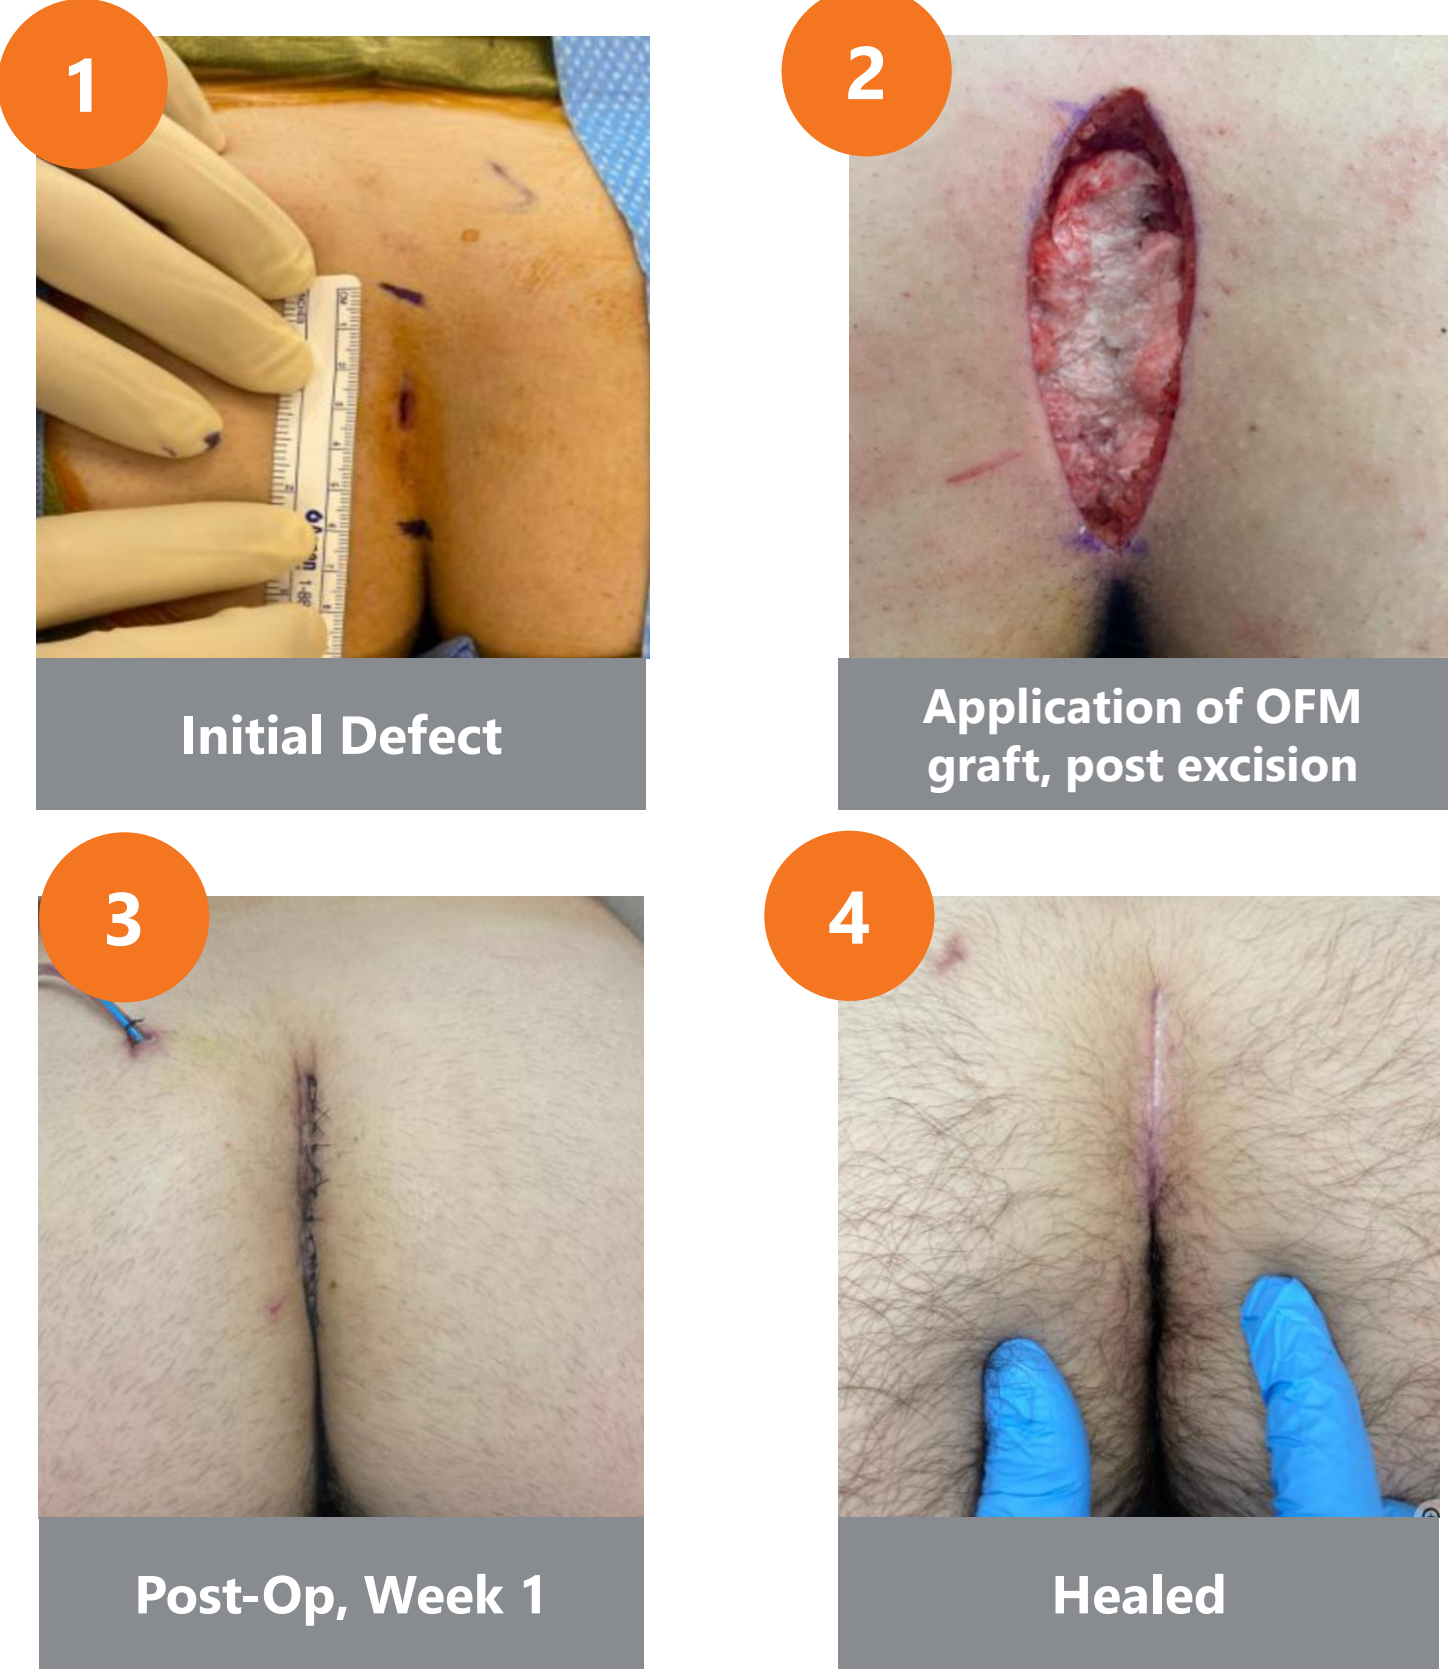 1
2
Initial Defect
Application of OFM
graft, post excision
3
4
Post-Op, Week 1
Healed